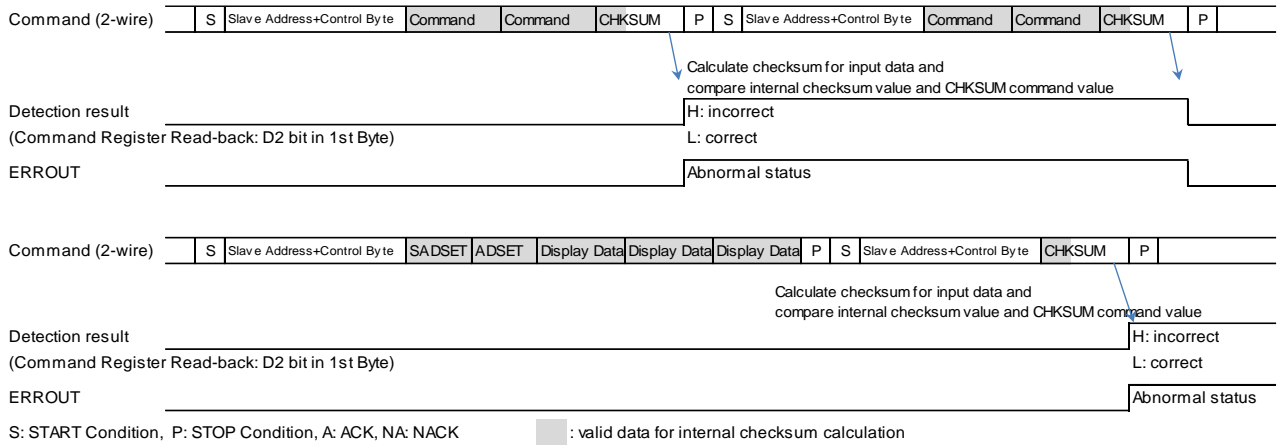 Command (2-wire) S Slave Address+Control Byte Command Command CHKSUM P S Slave Address+Control Byte Command Command CHKSUM P
Calculate checksum for input data and
compare internal checksum value and CHKSUM command value
Detection result H: incorrect
(Command Register Read-back: D2 bit in 1st Byte) L: correct
ERROUT Abnormal status
Command (2-wire) S Slave Address+Control Byte SADSET ADSET Display Data Display Data Display Data P S Slave Address+Control Byte CHKSUM P
Calculate checksum for input data and
compare internal checksum value and CHKSUM command value
Detection result H: incorrect
(Command Register Read-back: D2 bit in 1st Byte) L: correct
ERROUT Abnormal status
S: START Condition, P: STOP Condition, A: ACK, NA: NACK : valid data for internal checksum calculation